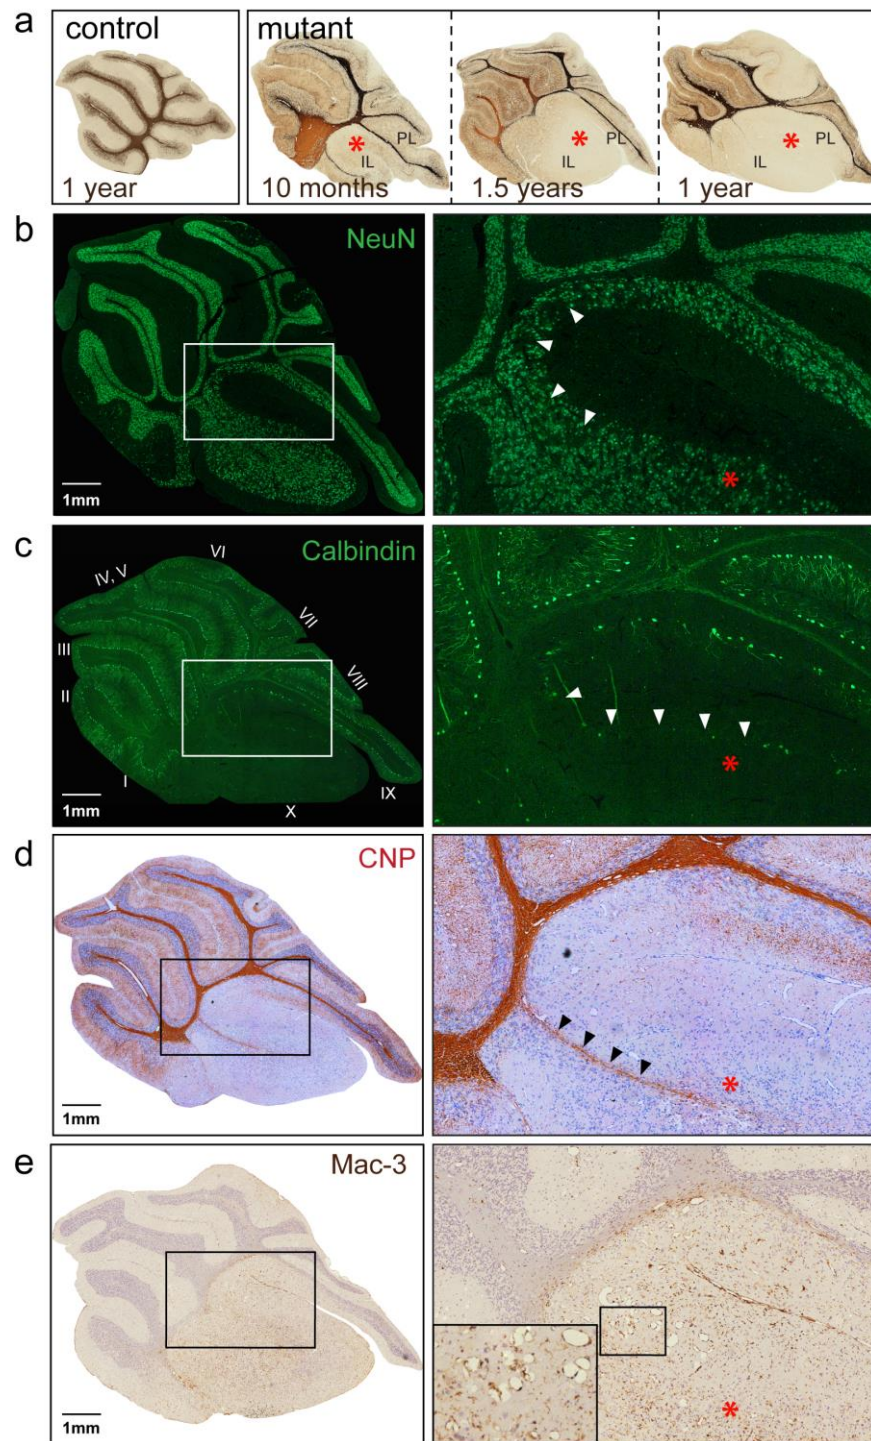 a
control
mutant
1 year
* IL PL
10 months
* IL PL
1.5 years
* IL PL
1 year
b
NeuN
1mm
*
c
Calbindin
IV, V
VI
VII
III
VIII
II
I
IX
X
1mm
*
d
CNP
1mm
*
e
Mac-3
1mm
*